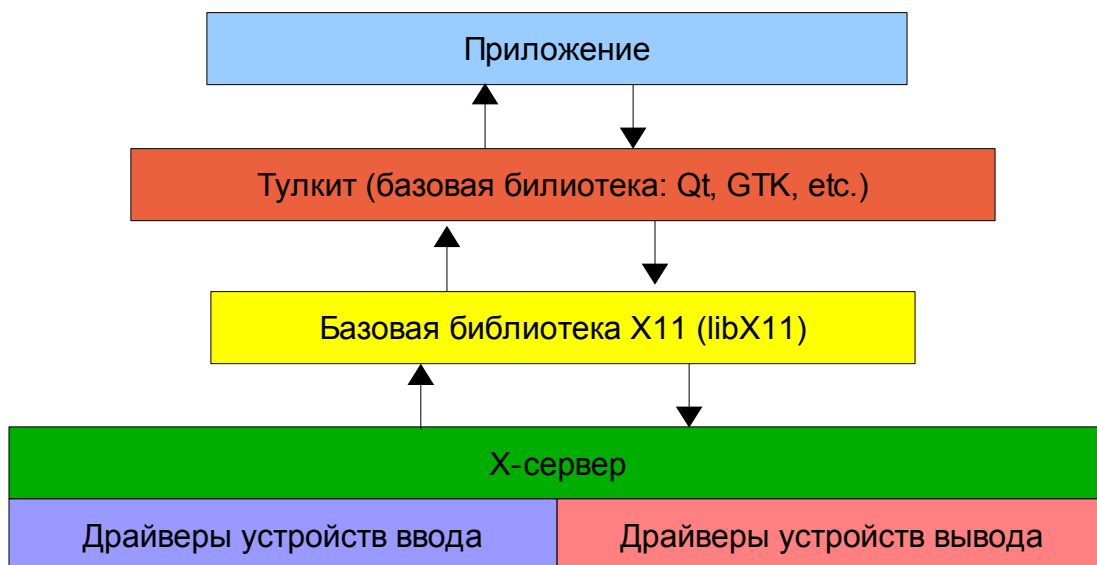 Приложение
Тулкит (базовая билиотека: Qt, GTK, etc.)
Базовая библиотека X11 (libX11)
X-сервер
Драйверы устройств ввода
Драйверы устройств вывода